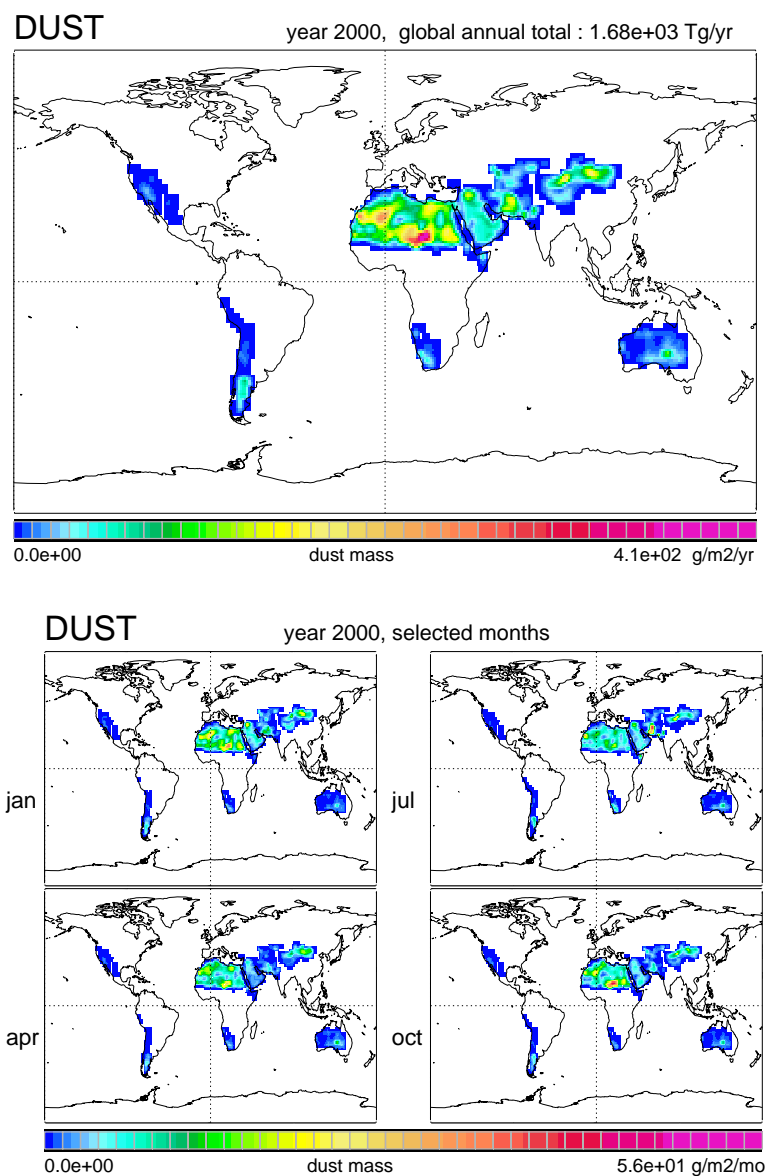 DUST year 2000, global annual total : 1.68e+03 Tg/yr
0.0e+00 dust mass 4.1e+02 g/m2/yr
DUST year 2000, selected months
jan jul
apr oct
0.0e+00 dust mass 5.6e+01 g/m2/mo